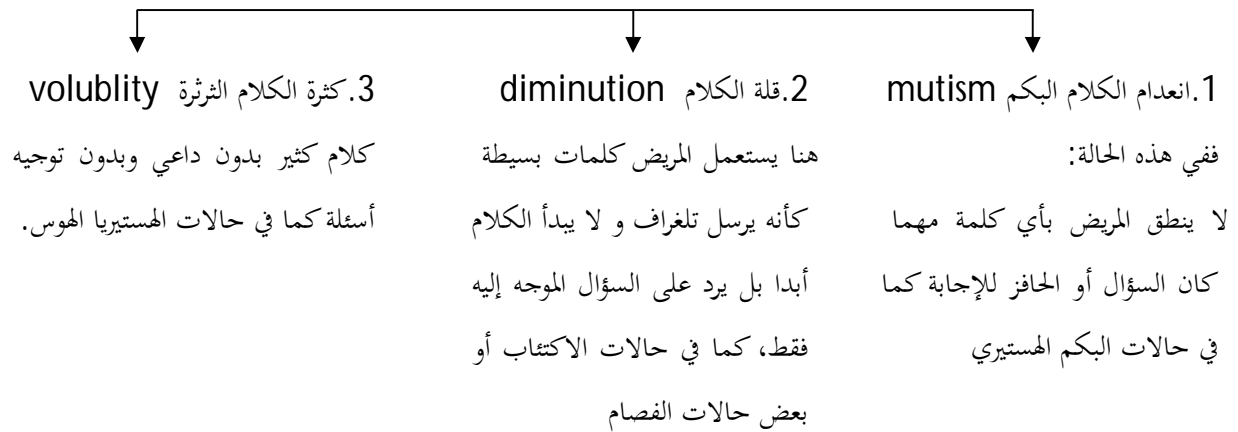 1.انعدام الكلام البكم mutism
ففي هذه الحالة:
لا ينطق المريض بأي كلمة مهما
كان السؤال أو الحافز للإجابة كما
في حالات البكم الهستيري
2.قلة الكلام diminution
هنا يستعمل المريض كلمات بسيطة
كأنه يرسل تلغراف و لا يبدأ الكلام
أبدا بل يرد على السؤال الموجه إليه
فقط، كما في حالات الاكتئاب أو
بعض حالات الفصام
3.كثرة الكلام الثرثرة volublity
كلام كثير بدون داعي وبدون توجيه
أسئلة كما في حالات الهستيريا الهوس.